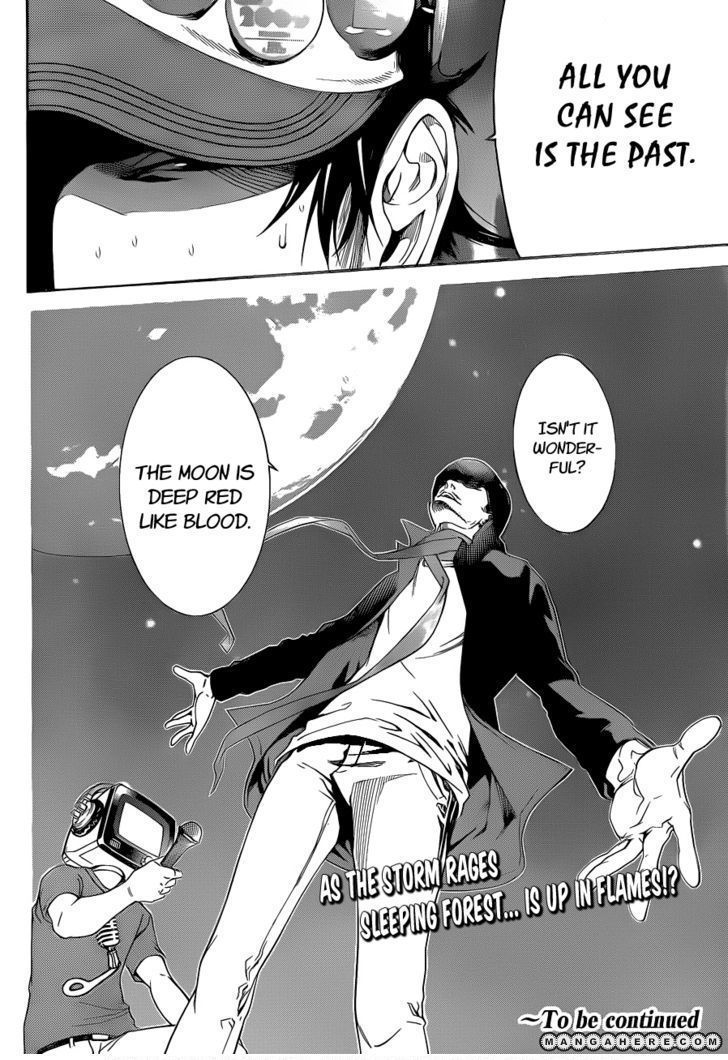 200
ALL YOU
CAN SEE
IS THE PAST.
ISN'T IT
WONDER-
FUL?
THE MOON IS
DEEP RED
LIKE BLOOD.
AS THE STORM RAGES
SLEEPING FOREST... IS UP IN FLAMES!?
~To be continued
MANGAHERE.COM